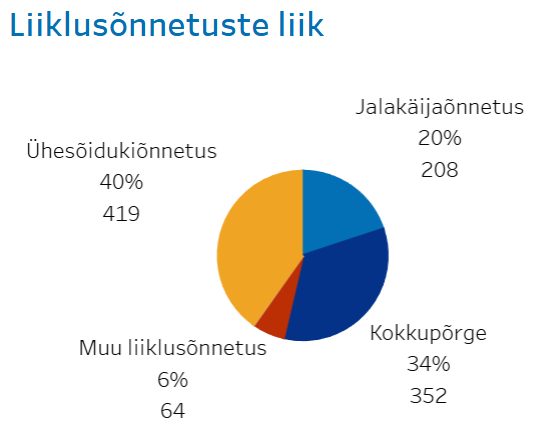 Liiklusõnnetuste liik
Jalakäijaõnnetus
20%
208
Ühesõidukiõnnetus
40%
419
Kokkupõrge
34%
352
Muu liiklusõnnetus
6%
64